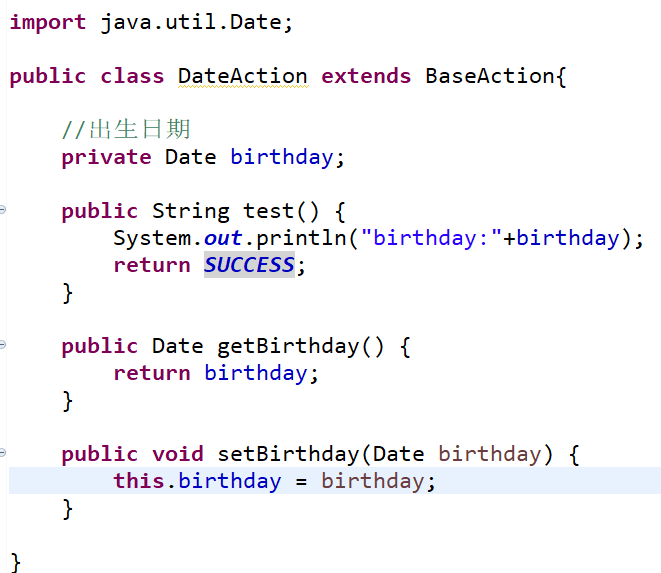 import java.util.Date;
public class DateAction extends BaseAction{
//出生日期
private Date birthday;
public String test() {
System.out.println("birthday:"+birthday);
return SUCCESS;
}
public Date getBirthday() {
return birthday;
}
public void setBirthday(Date birthday) {
this.birthday = birthday;
}
}